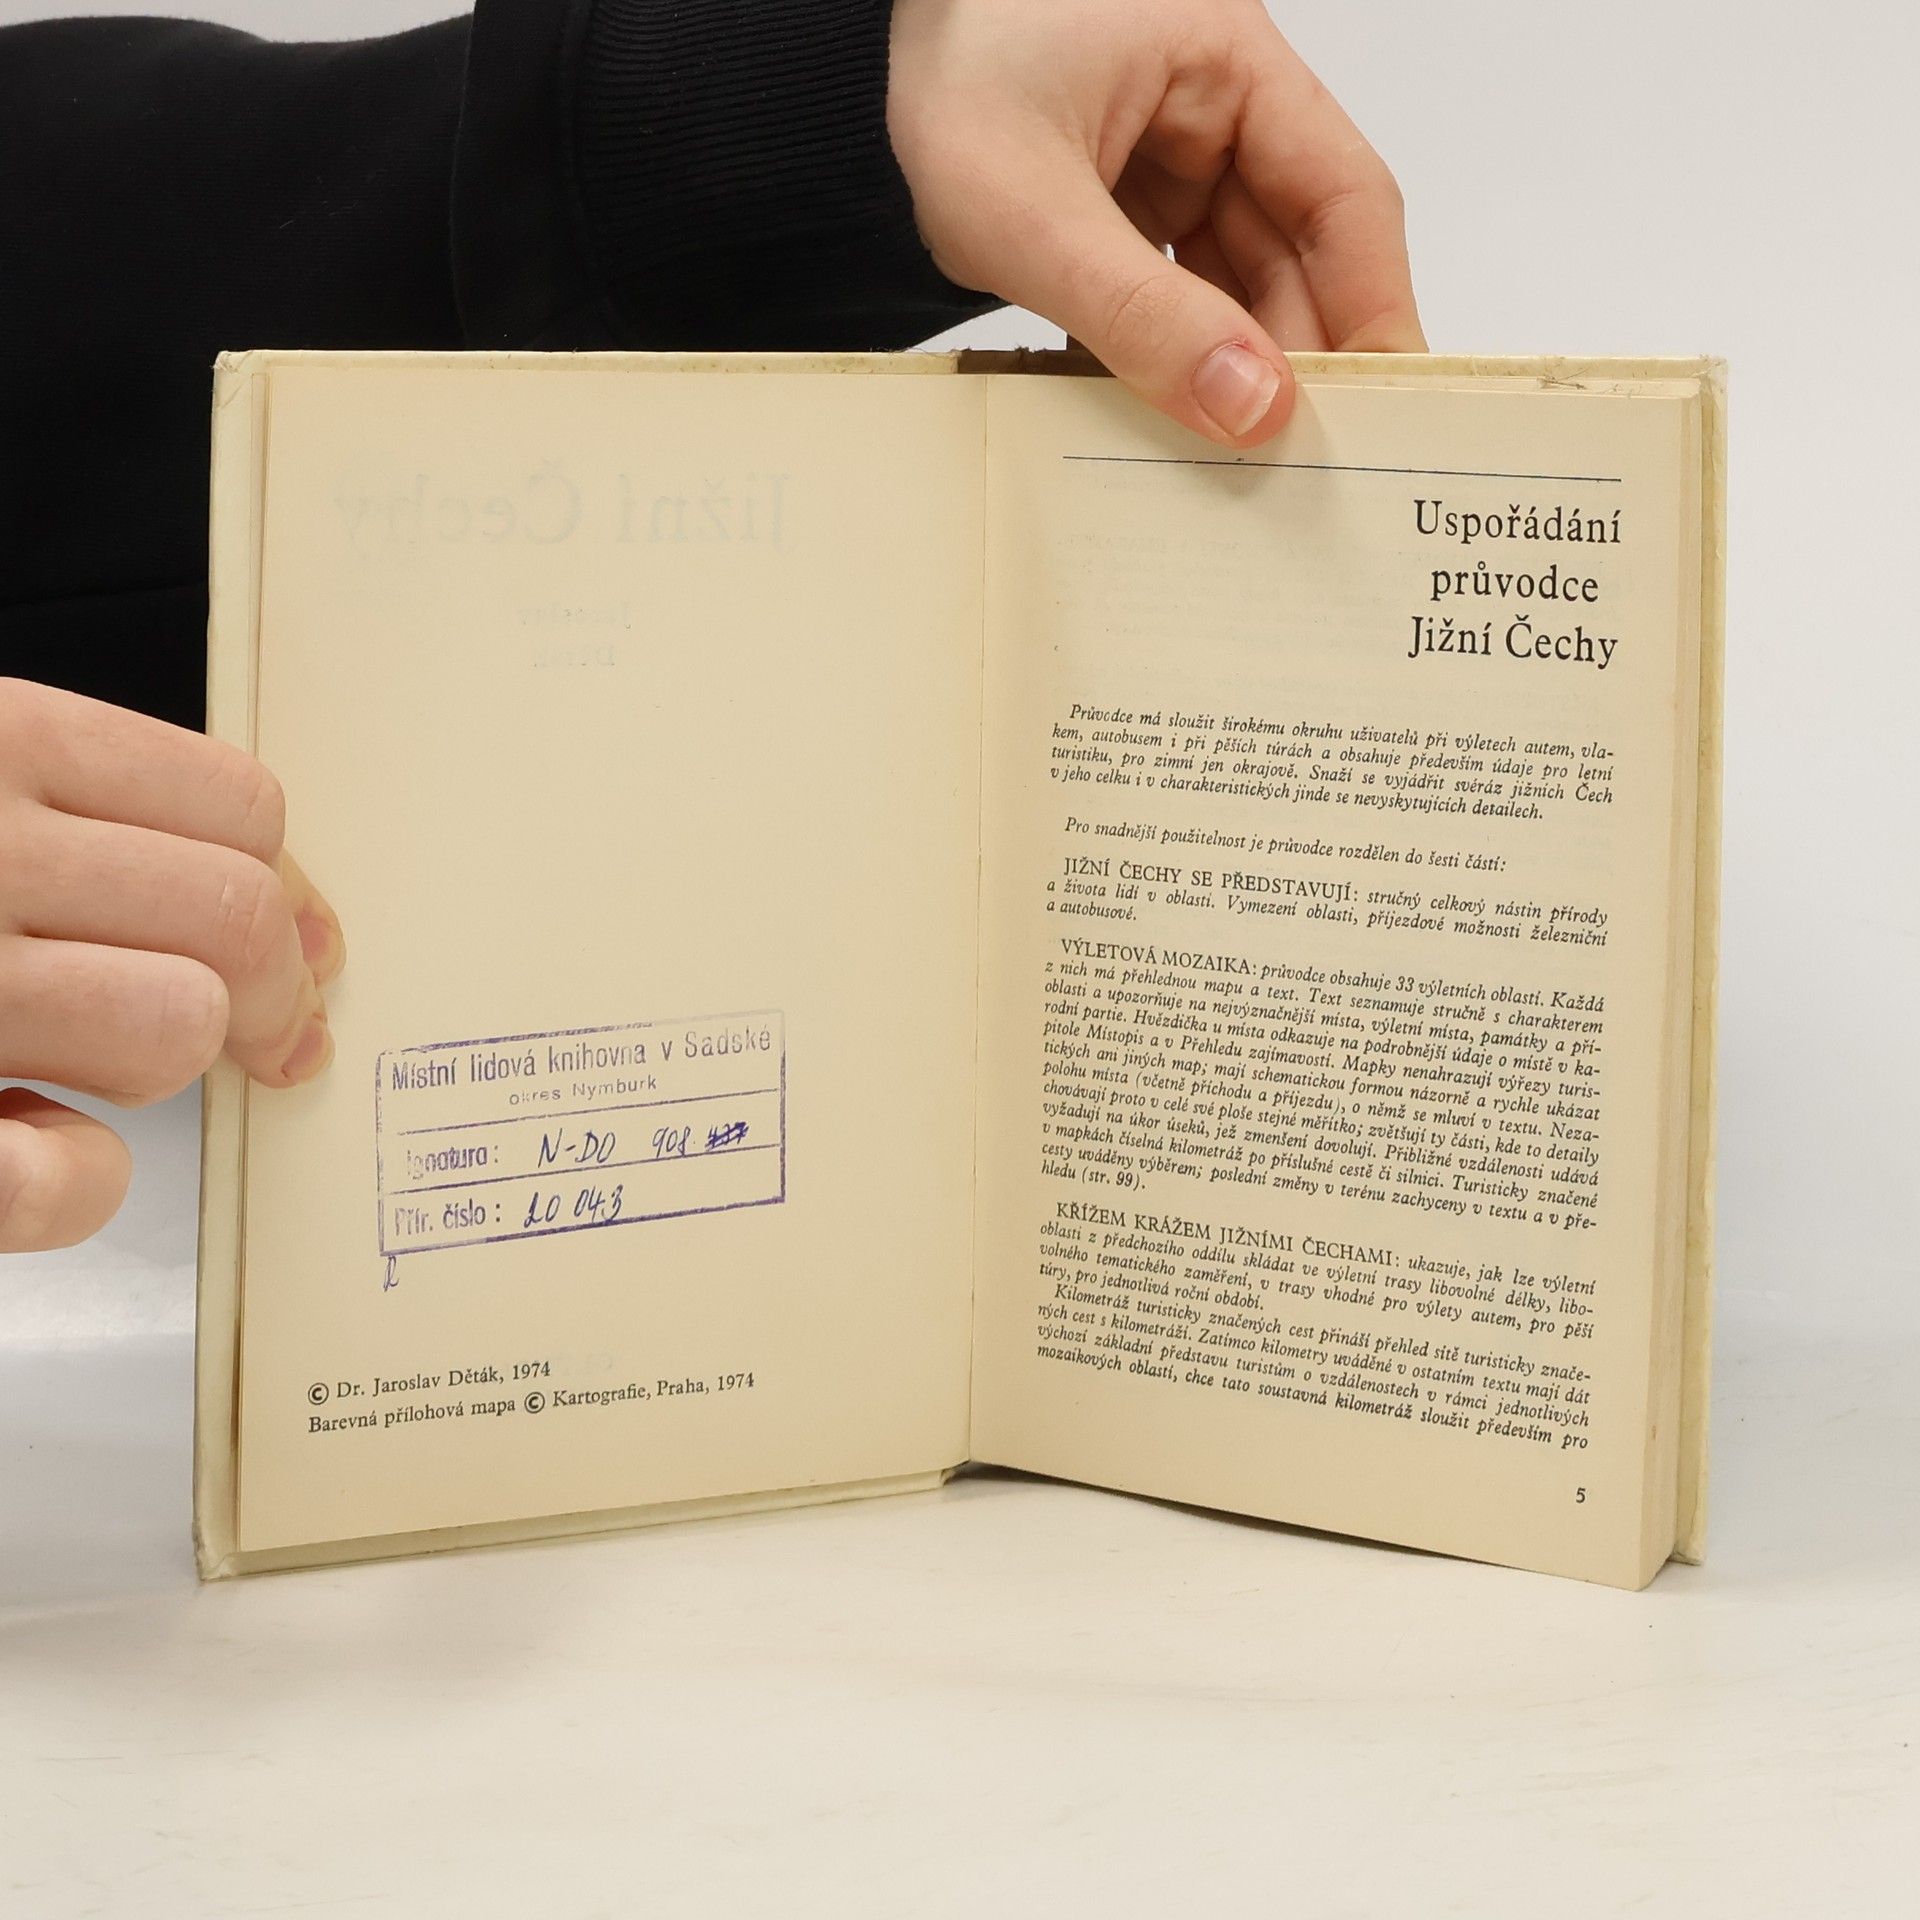 Místní lidová knihovna v Sadské
okres Nymburk
ignatura: N-DO 908
Přír. číslo: 20 043
© Dr. Jaroslav Děták, 1974
Barevná přílohová mapa © Kartografie, Praha, 1974
Uspořádání
průvodce
Jižní Čechy
Průvodce má sloužit širokému okruhu uživatelů při výletech autem, vla-
kem, autobusem i při pěších túrách a obsahuje především údaje pro letní
turistiku, pro zimní jen okrajově. Snaží se vyjádřit svéráz jižních Čech
v jeho celku i v charakteristických jinde se nevyskytujících detailech.
Pro snadnější použitelnost je průvodce rozdělen do šesti částí:
JIŽNÍ ČECHY SE PŘEDSTAVUJÍ: stručný celkový nástin přírody
a života lidí v oblasti. Vymezení oblasti, příjezdové možnosti železniční
a autobusové.
VÝLETOVÁ MOZAIKA: průvodce obsahuje 33 výletních oblastí. Každá
z nich má přehlednou mapu a text. Text seznamuje stručně s charakterem
oblasti a upozorňuje na nejvýznačnější místa, výletní místa, památky a pří-
rodní partie. Hvězdička u místa odkazuje na podrobnější údaje o místě v ka-
pitole Místopis a v Přehledu zajímavostí. Mapky nenahrazují výřezy turis-
tických ani jiných map; mají schematickou formou názorně a rychle ukázat
polohu místa (včetně příchodu a příjezdu), o němž se mluví v textu. Neza-
chovávají proto v celé své ploše stejné měřítko; zvětšují ty části, kde to detaily
vyžadují na úkor úseků, jež zmenšení dovolují. Přibližné vzdálenosti udává
v mapkách číselná kilometráž po příslušné cestě či silnici. Turisticky značené
cesty uváděny výběrem; poslední změny v terénu zachyceny v textu a v pře-
hledu (str. 99).
KŘÍŽEM KRÁŽEM JIŽNÍMI ČECHAMI: ukazuje, jak lze výletní
oblasti z předchozího oddílu skládat ve výletní trasy libovolné délky, libo-
volného tematického zaměření, v trasy vhodné pro výlety autem, pro pěší
túry, pro jednotlivá roční období.
Kilometráž turisticky značených cest přináší přehled sítě turisticky znače-
ných cest s kilometráží. Zatímco kilometry uváděné v ostatním textu mají dát
výchozí základní představu turistům o vzdálenostech v rámci jednotlivých
mozaikových oblastí, chce tato soustavná kilometráž sloužit především pro
5